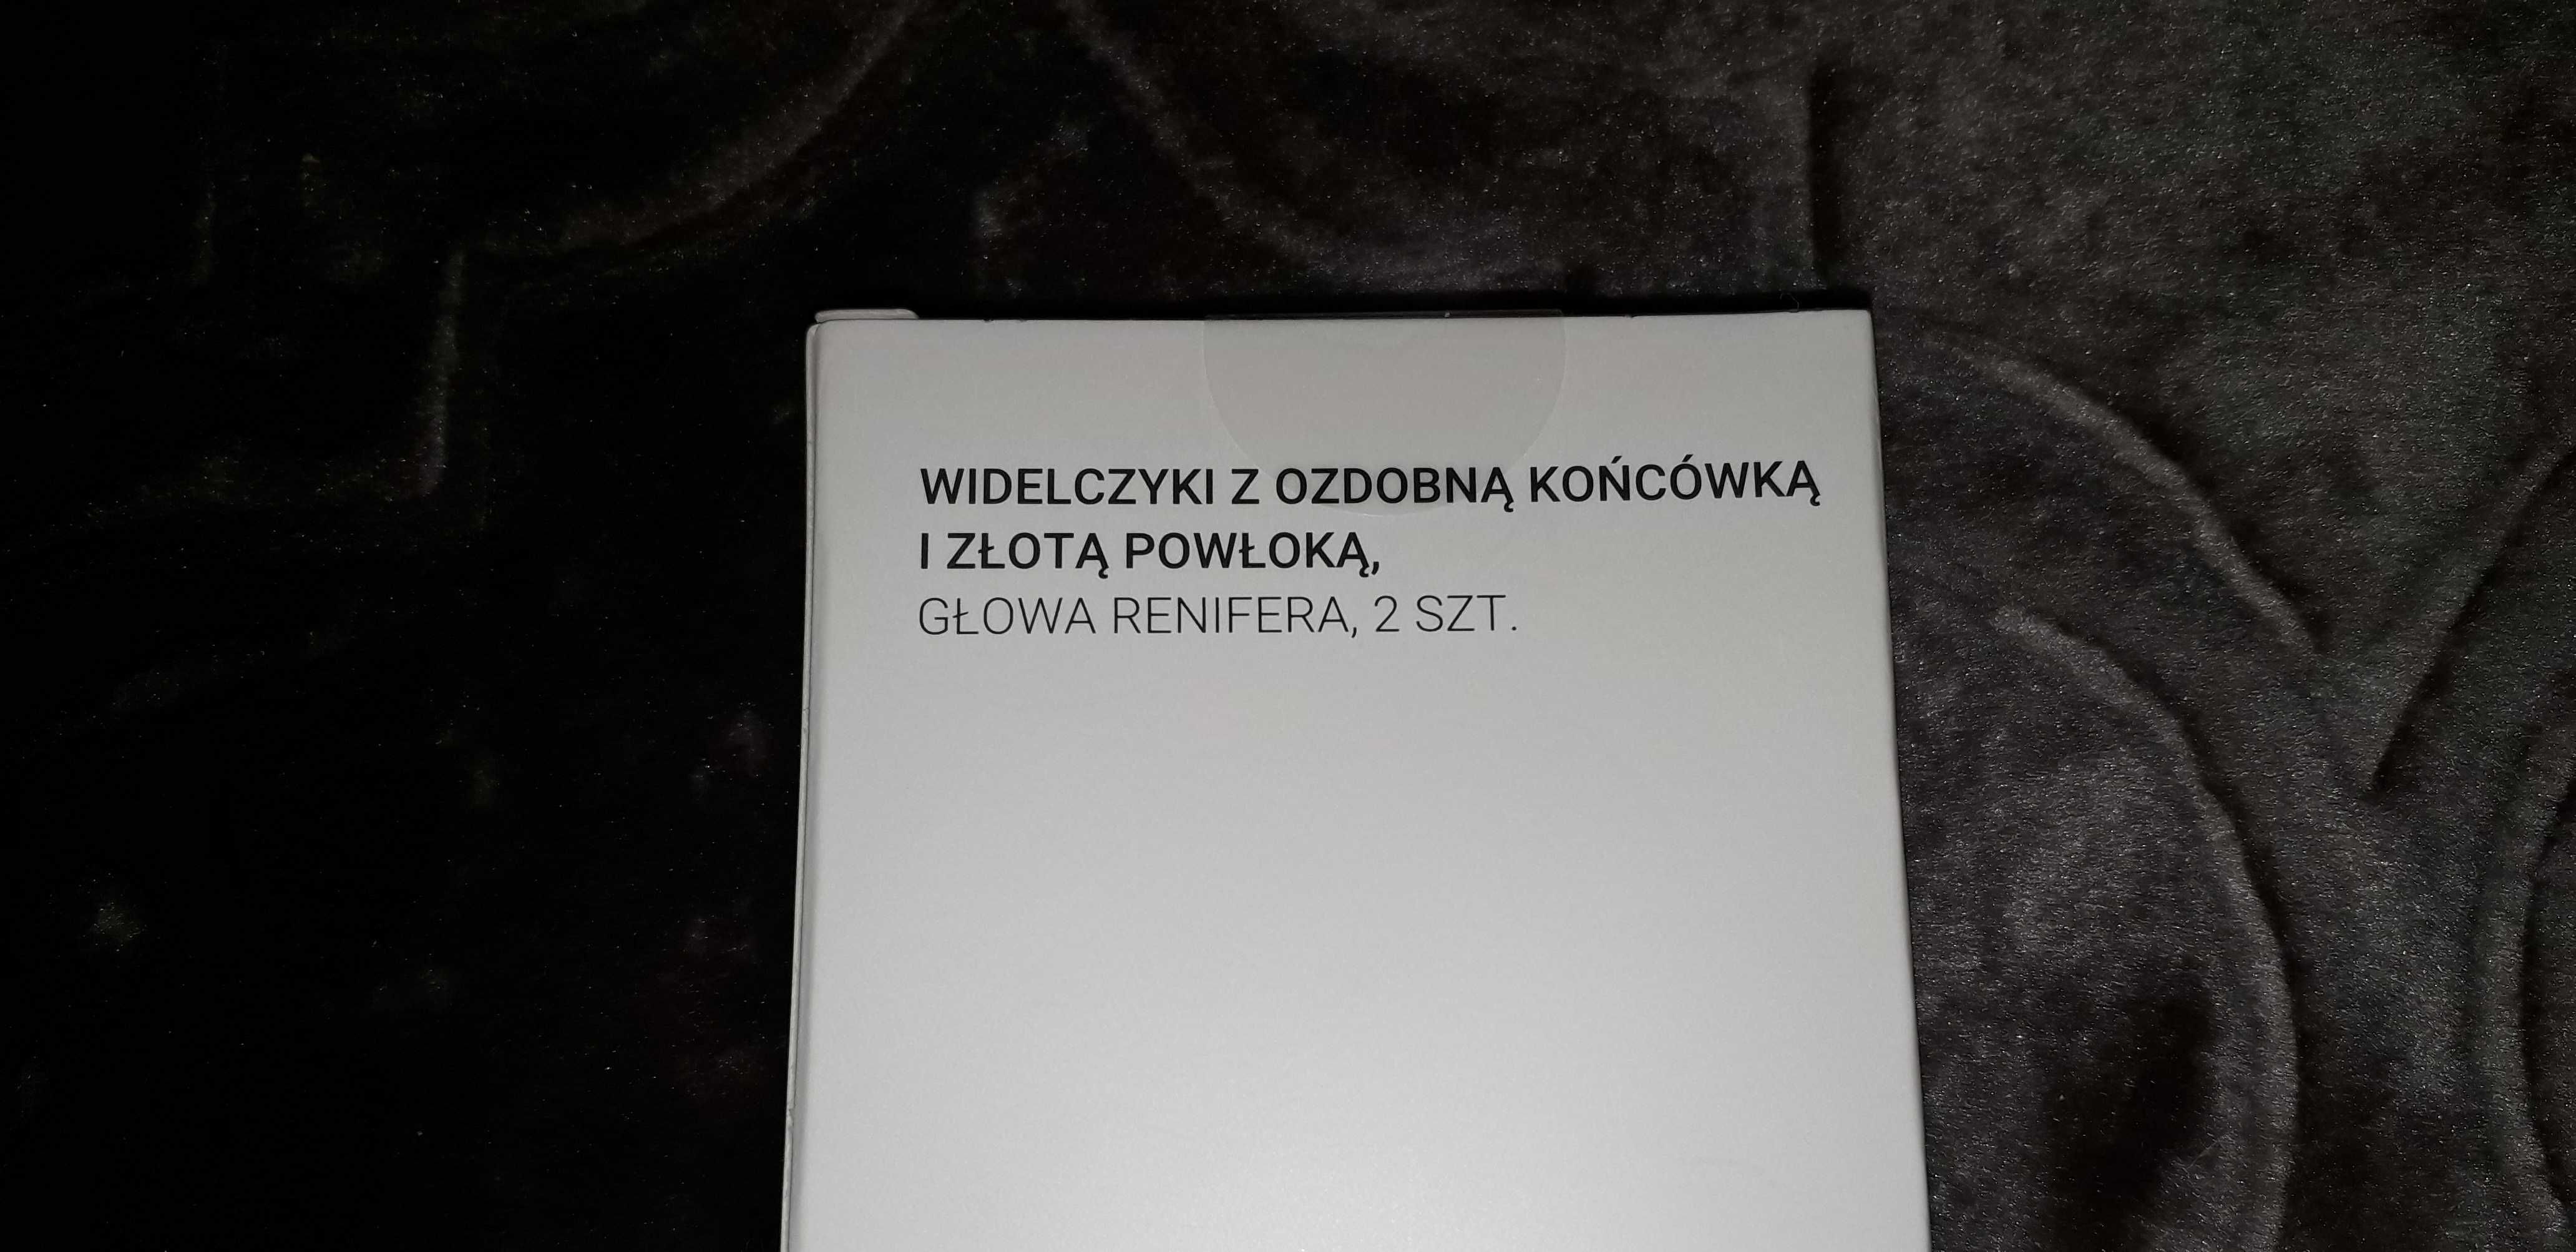 WIDELCZYKI Z OZDOBNĄ KOŃCÓWKĄ
I ZŁOTĄ POWŁOKĄ,
GŁOWA RENIFERA, 2 SZT.